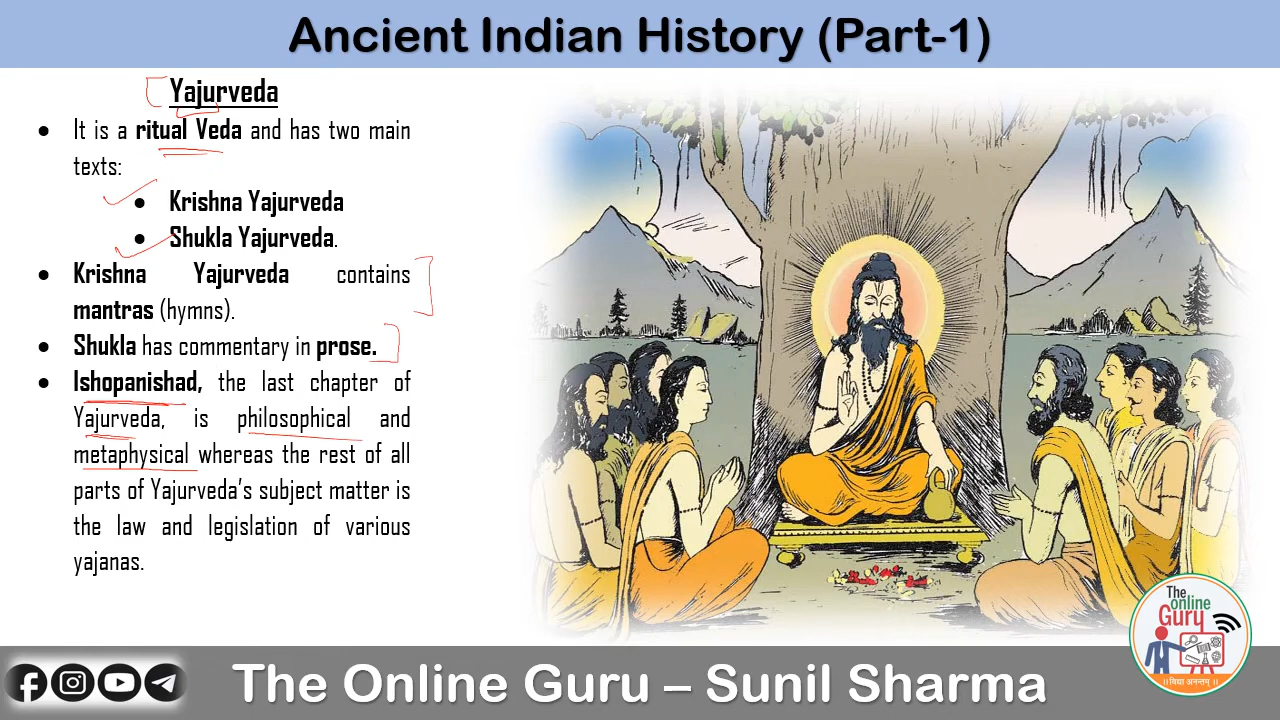 Ancient Indian History (Part-1)
Yajurveda
• It is a ritual Veda and has two main
texts:
• Krishna Yajurveda
• Shukla Yajurveda.
• Krishna Yajurveda contains
mantras (hymns).
• Shukla has commentary in prose.
• Ishopanishad, the last chapter of
Yajurveda, is philosophical and
metaphysical whereas the rest of all
parts of Yajurveda's subject matter is
the law and legislation of various
yajanas.
The
online
Guru
॥ विद्या अनन्तम् ॥
The Online Guru – Sunil Sharma